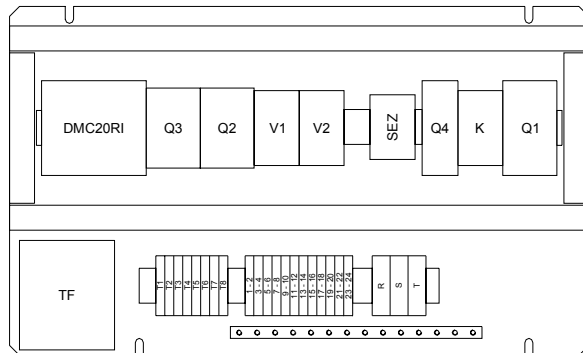 DMC20RI Q3 Q2 V1 V2 SEZ Q4 K Q1
TF
T1 T2 T3 T4 T5 T6 T7 T8
1 - 2 3 - 4 5 - 6 7 - 8 9 - 10 11 - 12 13 - 14 15 - 16 17 - 18 19 - 20 21 - 22 23 - 24
R S T